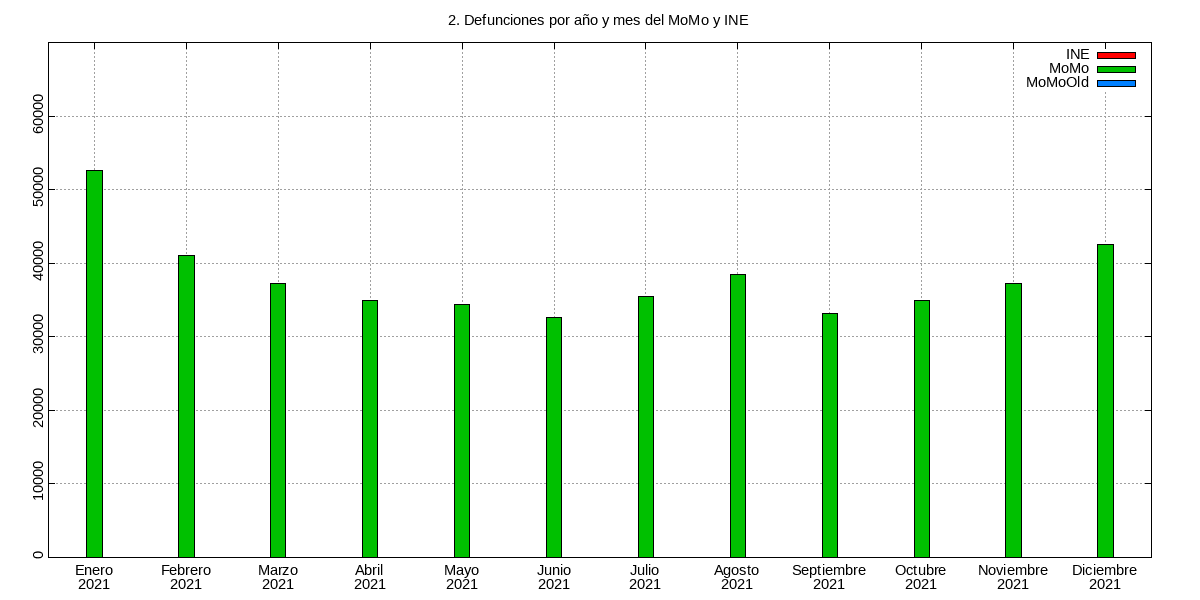 2. Defunciones por año y mes del MoMo y INE
INE
MoMo
MoMoOld
60000
50000
40000
30000
20000
10000
0
Enero Febrero Marzo Abril Mayo Junio Julio Agosto Septiembre Octubre Noviembre Diciembre
2021 2021 2021 2021 2021 2021 2021 2021 2021 2021 2021 2021